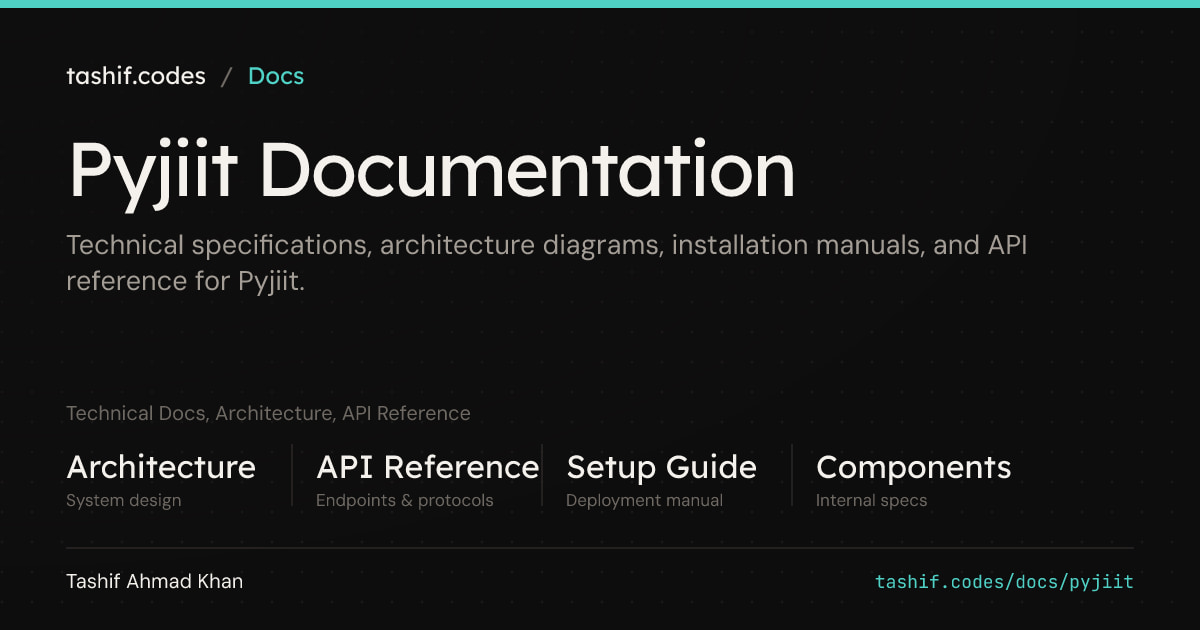 tashif.codes / Docs
Pyjiit Documentation
Technical specifications, architecture diagrams, installation manuals, and API
reference for Pyjiit.
Technical Docs, Architecture, API Reference
Architecture
System design
API Reference
Endpoints & protocols
Setup Guide
Deployment manual
Components
Internal specs
Tashif Ahmad Khan
tashif.codes/docs/pyjiit